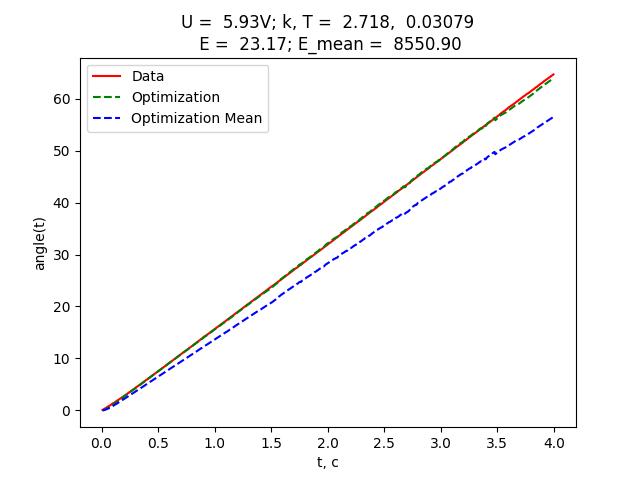 U =  5.93V; k, T =  2.718,  0.03079
E =  23.17; E_mean =  8550.90
Data
Optimization
Optimization Mean
angle(t)
60
50
40
30
20
10
0
0.0 0.5 1.0 1.5 2.0 2.5 3.0 3.5 4.0
t, c